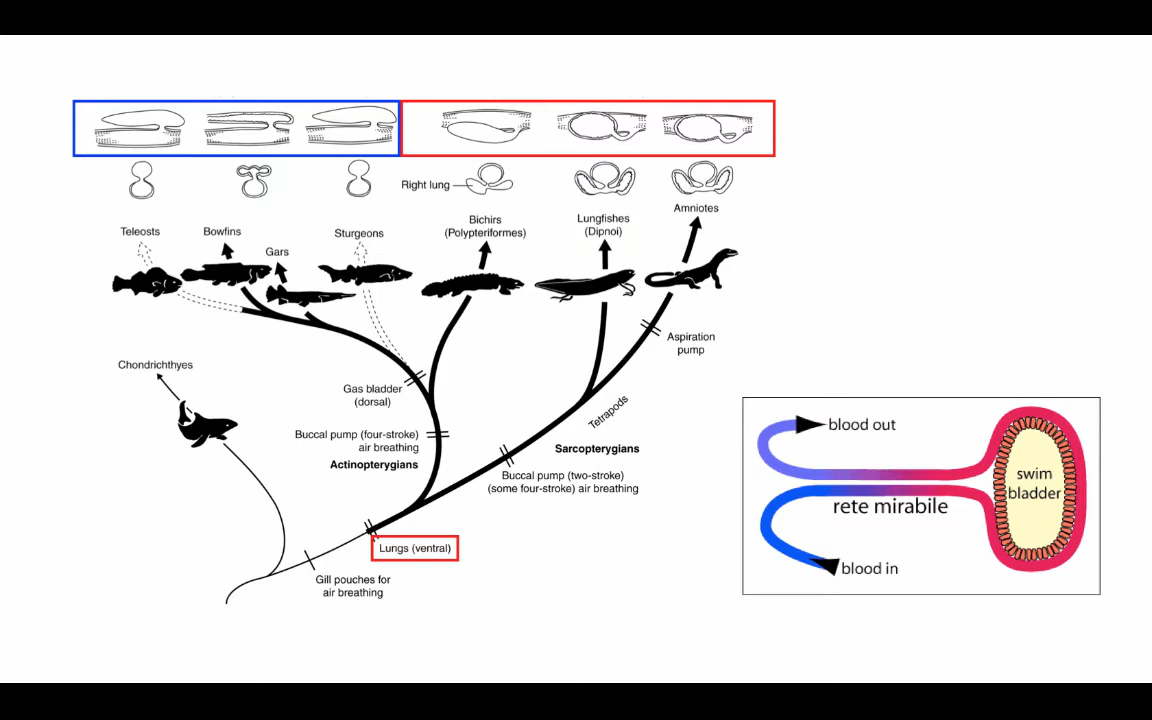 Right lung
Teleosts
Bowfins
Gars
Sturgeons
Bichirs
(Polypteriformes)
Lungfishes
(Dipnoi)
Amniotes
Aspiration
pump
Chondrichthyes
Gas bladder
(dorsal)
Tetrapods
Buccal pump (four-stroke)
air breathing
Actinopterygians
Sarcopterygians
Buccal pump (two-stroke)
(some four-stroke) air breathing
Lungs (ventral)
Gill pouches for
air breathing
blood out
swim
bladder
rete mirabile
blood in